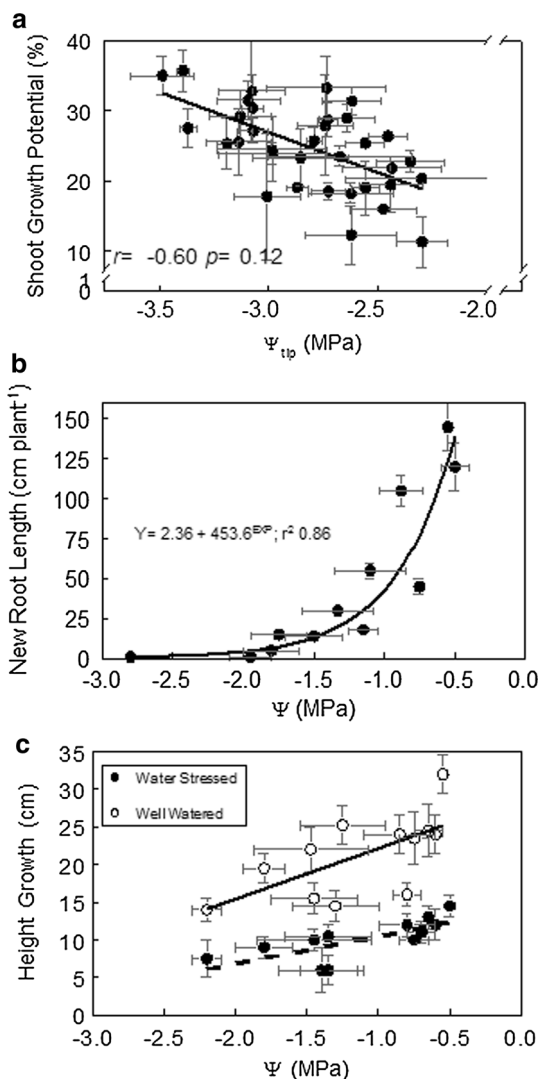 a
Shoot Growth Potential (%)
40
30
20
10
1
0
r= -0.60 p= 0.12
-3.5 -3.0 -2.5 -2.0
Ψtlp (MPa)
b
New Root Length (cm plant⁻¹)
150
125
100
75
50
25
0
Y= 2.36 + 453.6^EXP; r² 0.86
-3.0 -2.5 -2.0 -1.5 -1.0 -0.5 0.0
Ψ (MPa)
c
Height Growth (cm)
35
30
25
20
15
10
5
0
Water Stressed
Well Watered
-2.5 -2.0 -1.5 -1.0 -0.5 0.0
Ψ (MPa)